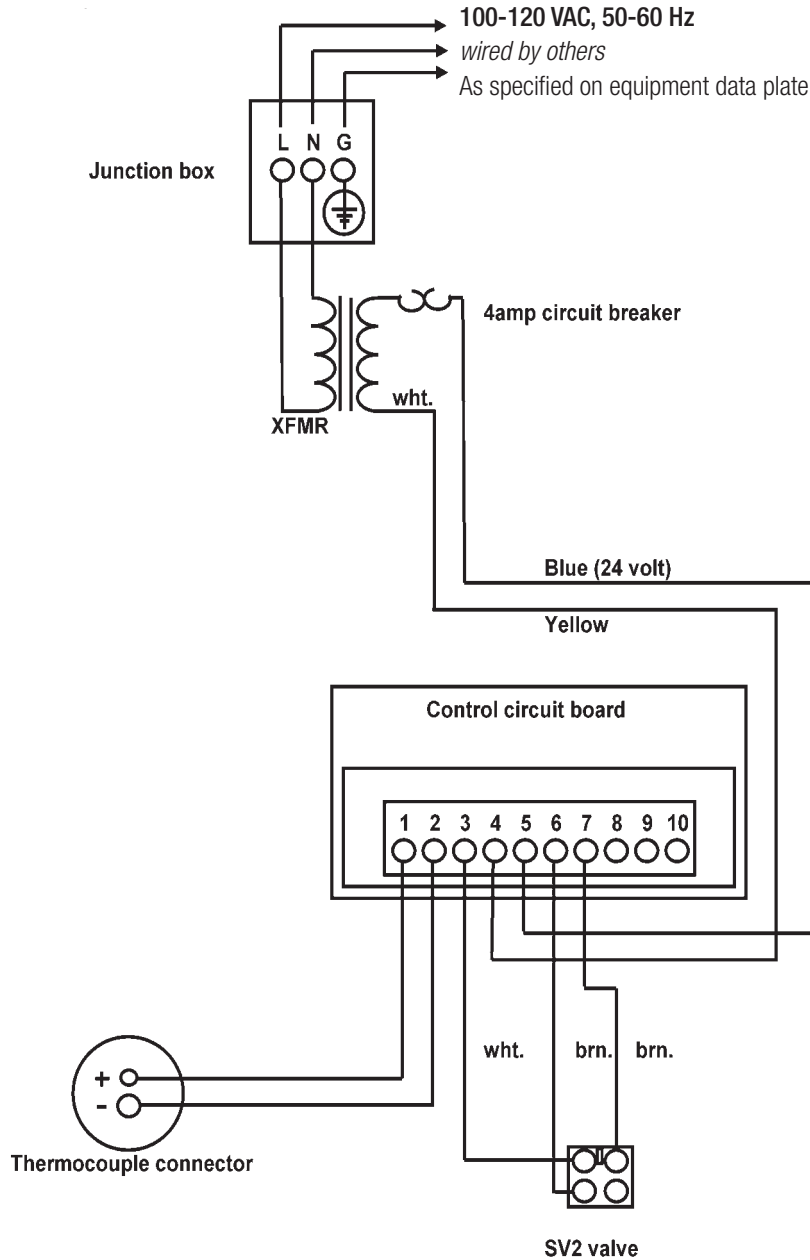 100-120 VAC, 50-60 Hz
wired by others
As specified on equipment data plate
L N G
Junction box
4amp circuit breaker
wht.
XFMR
Blue (24 volt)
Yellow
Control circuit board
1 2 3 4 5 6 7 8 9 10
wht. brn. brn.
+
-
Thermocouple connector
SV2 valve